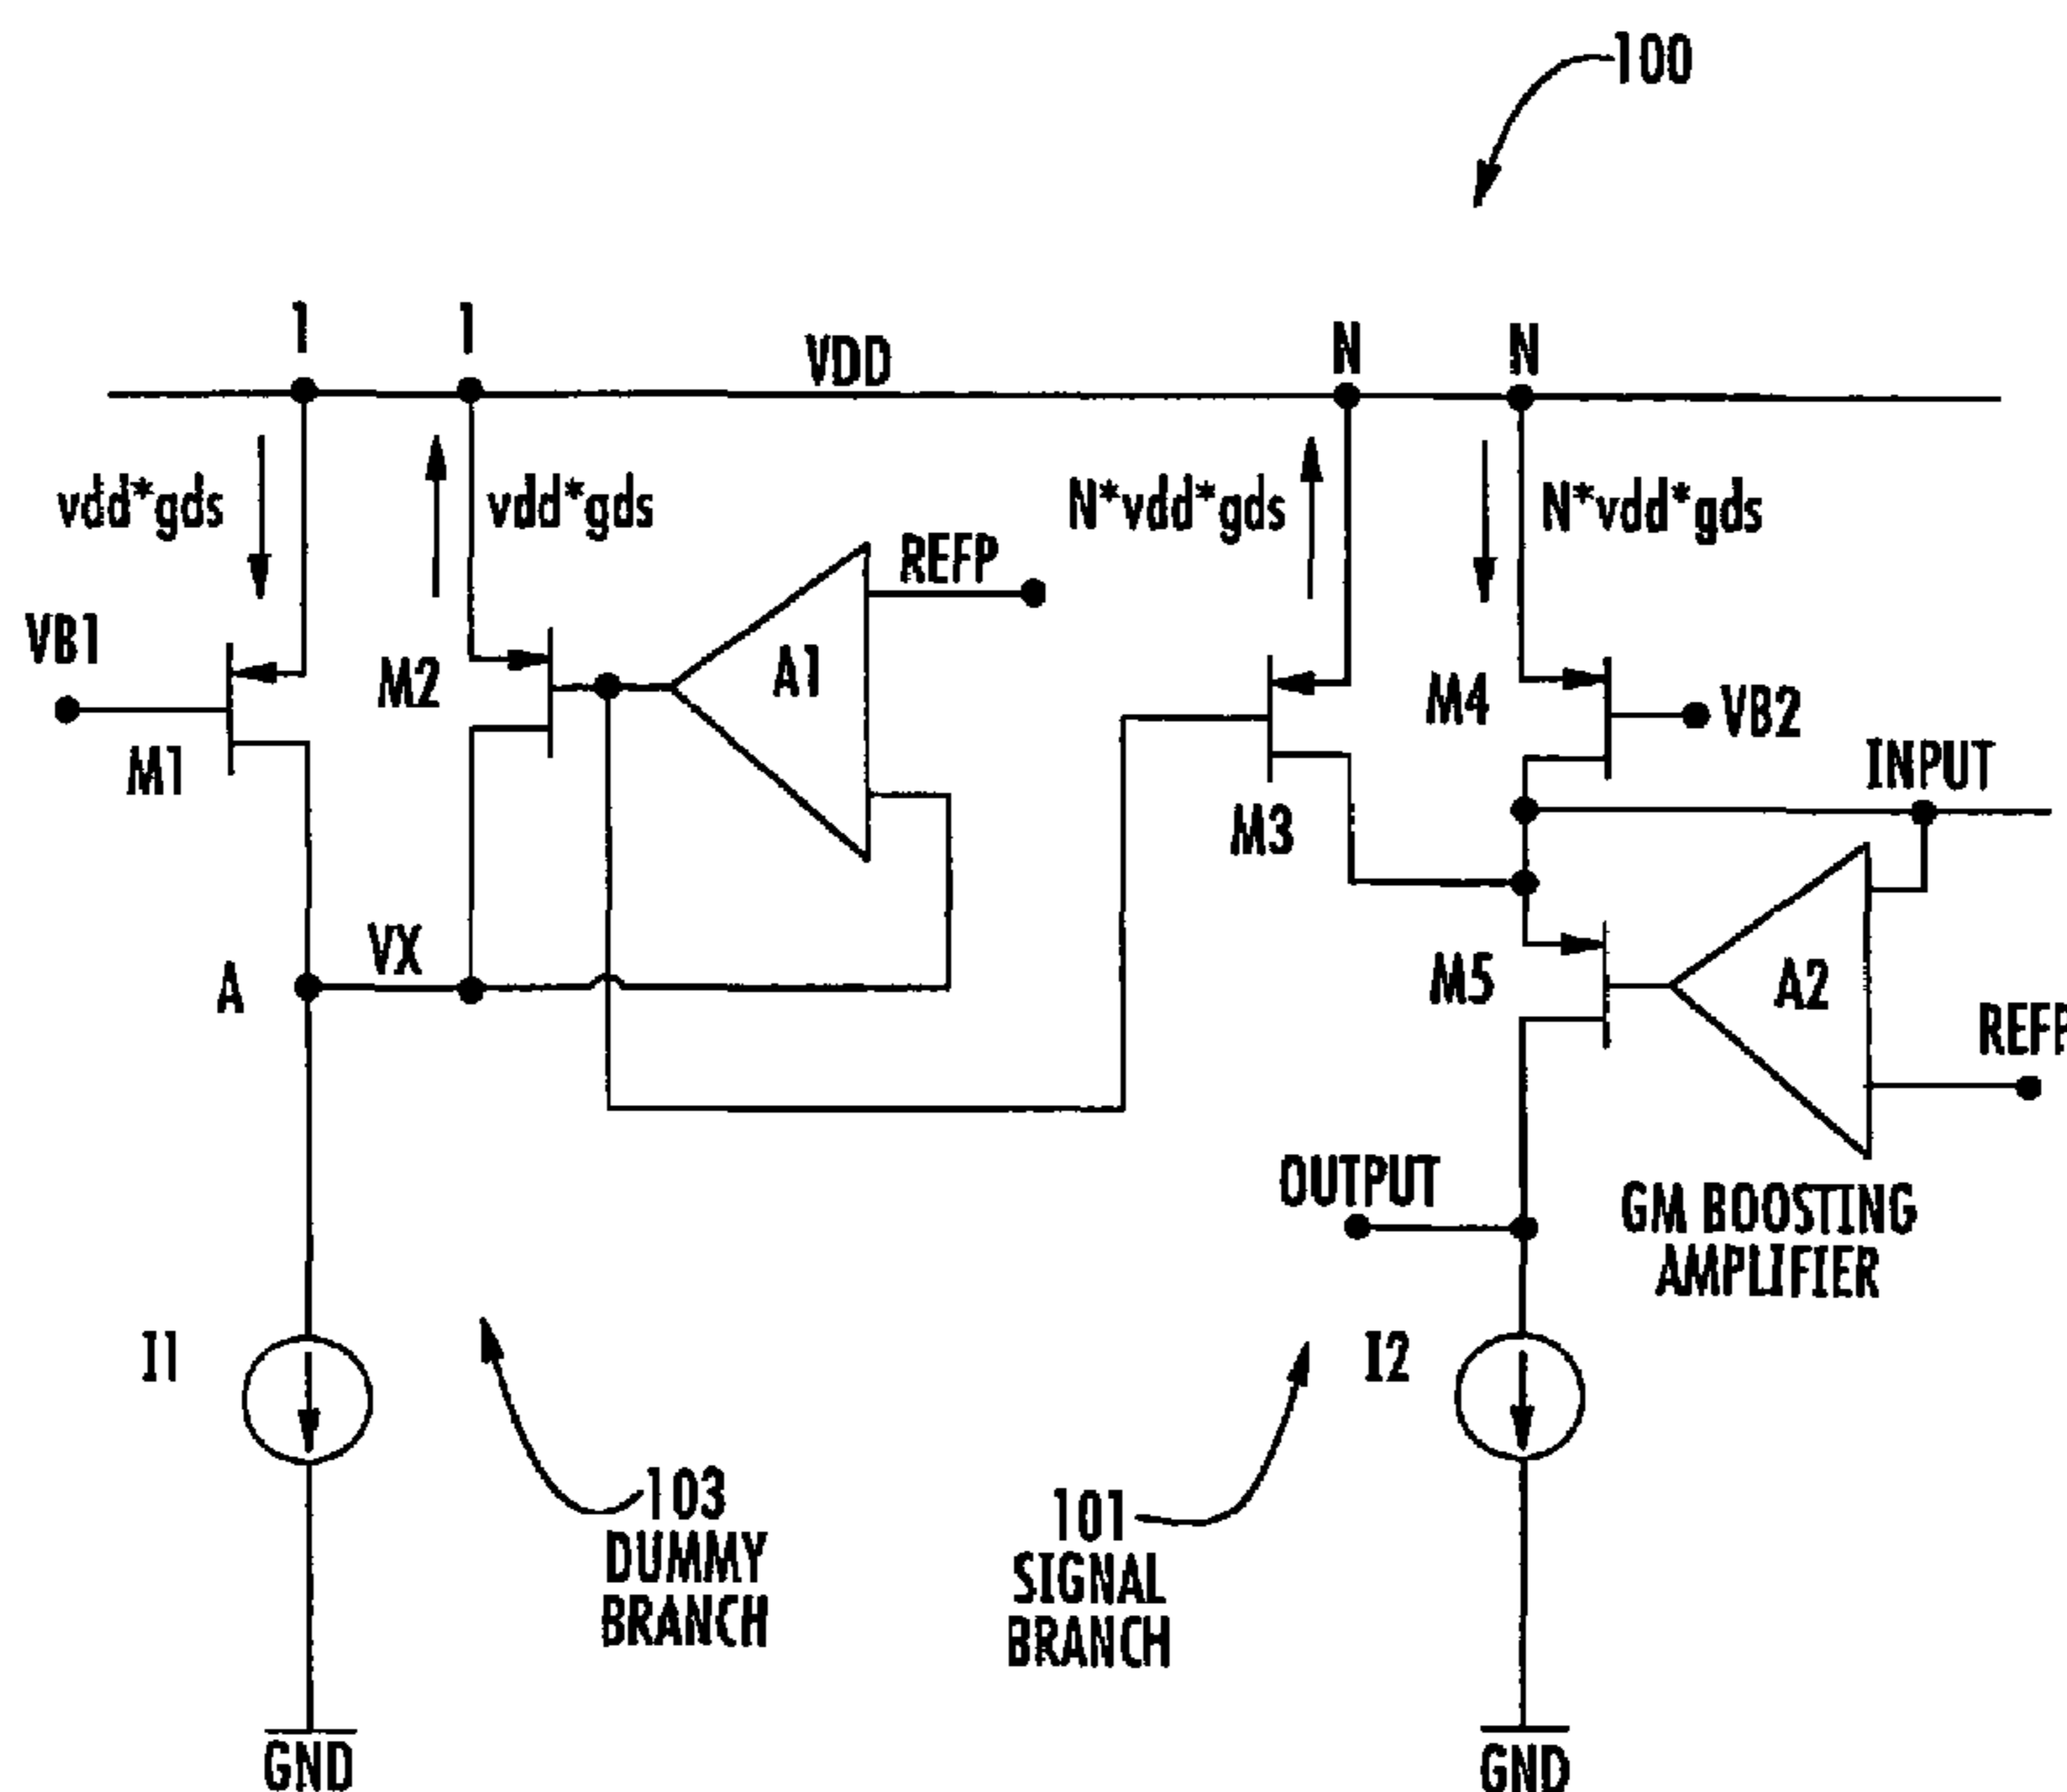 100
1
1
VDD
N
N
vdd*gds
vdd*gds
N*vdd*gds
N*vdd*gds
REFP
VB1
M2
A1
M4
VB2
INPUT
M1
M3
VX
A
M5
A2
REFP
OUTPUT
GM BOOSTING
AMPLIFIER
I1
I2
103
DUMMY
BRANCH
101
SIGNAL
BRANCH
GND
GND